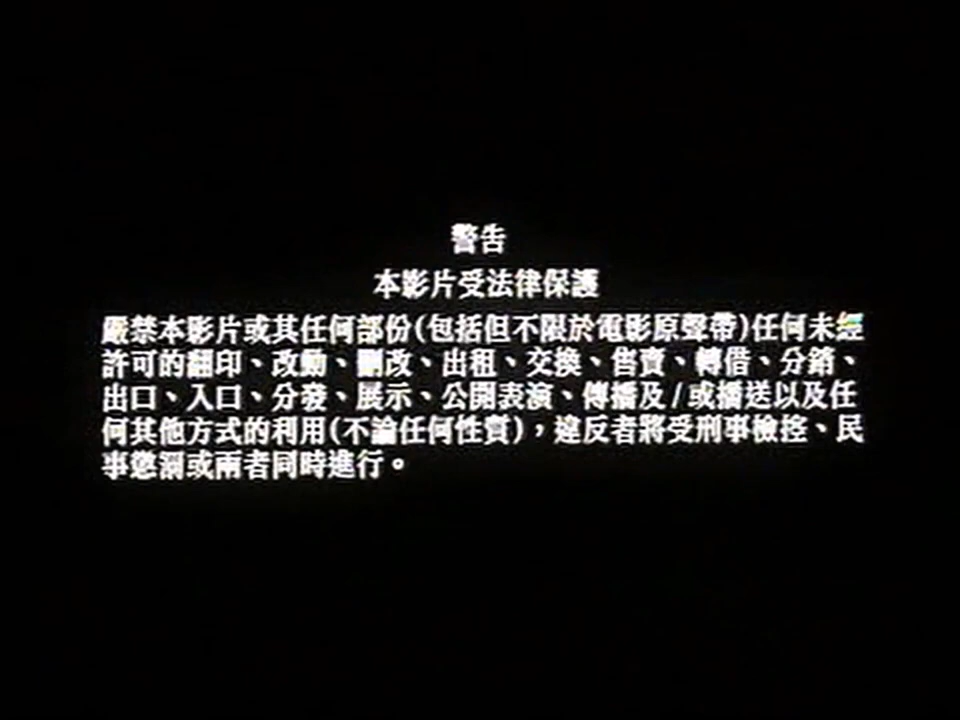 警告
本影片受法律保護
嚴禁本影片或其任何部份(包括但不限於電影原聲帶)任何未經
許可的翻印、改動、刪改、出租、交換、售賣、轉借、分銷、
出口、入口、分發、展示、公開表演、傳播及/或播送以及任
何其他方式的利用(不論任何性質)，違反者將受刑事檢控、民
事懲罰或兩者同時進行。